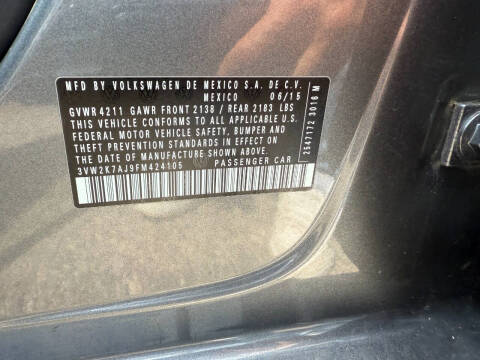 MFD BY VOLKSWAGEN DE MEXICO S.A. DE C.V.
MEXICO 06/15
GVWR 4211 GAWR FRONT 2138 / REAR 2183 LBS
THIS VEHICLE CONFORMS TO ALL APPLICABLE U.S.
FEDERAL MOTOR VEHICLE SAFETY, BUMPER AND
THEFT PREVENTION STANDARDS IN EFFECT ON
THE DATE OF MANUFACTURE SHOWN ABOVE.
3VW2K7AJ9FM424105 PASSENGER CAR
2547172 3016 M